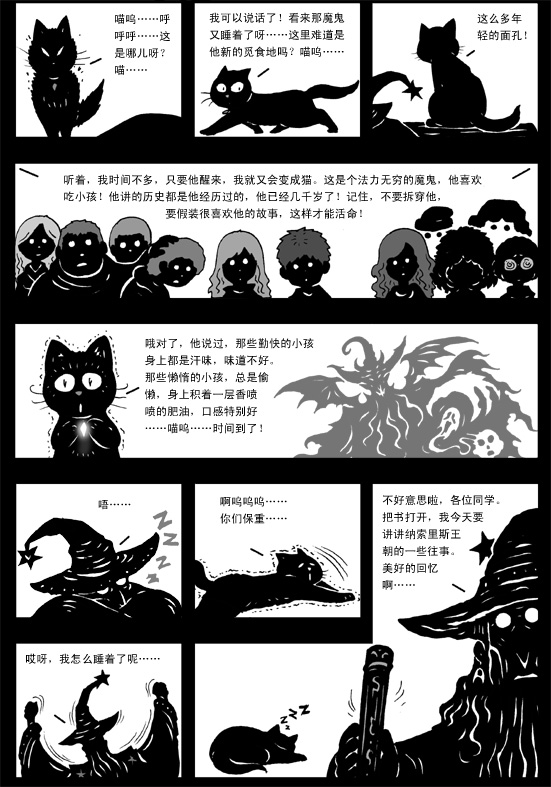 喵呜……呼
呼呼……这
是哪儿呀？
喵……
我可以说话了！看来那魔鬼
又睡着了呀……这里难道是
他新的觅食地吗？喵呜……
这么多年
轻的面孔！
听着，我时间不多，只要他醒来，我就又会变成猫。这是个法力无穷的魔鬼，他喜欢
吃小孩！他讲的历史都是他经历过的，他已经几千岁了！记住，不要拆穿他，
要假装很喜欢他的故事，这样才能活命！
哦对了，他说过，那些勤快的小孩
身上都是汗味，味道不好。
那些懒惰的小孩，总是偷
懒，身上积着一层香喷
喷的肥油，口感特别好
……喵呜……时间到了！
唔……
ZZZZ
啊呜呜呜……
你们保重……
哎呀，我怎么睡着了呢……
zzZZ
不好意思啦，各位同学。
把书打开，我今天要
讲讲纳索里斯王
朝的一些往事。
美好的回忆
啊……